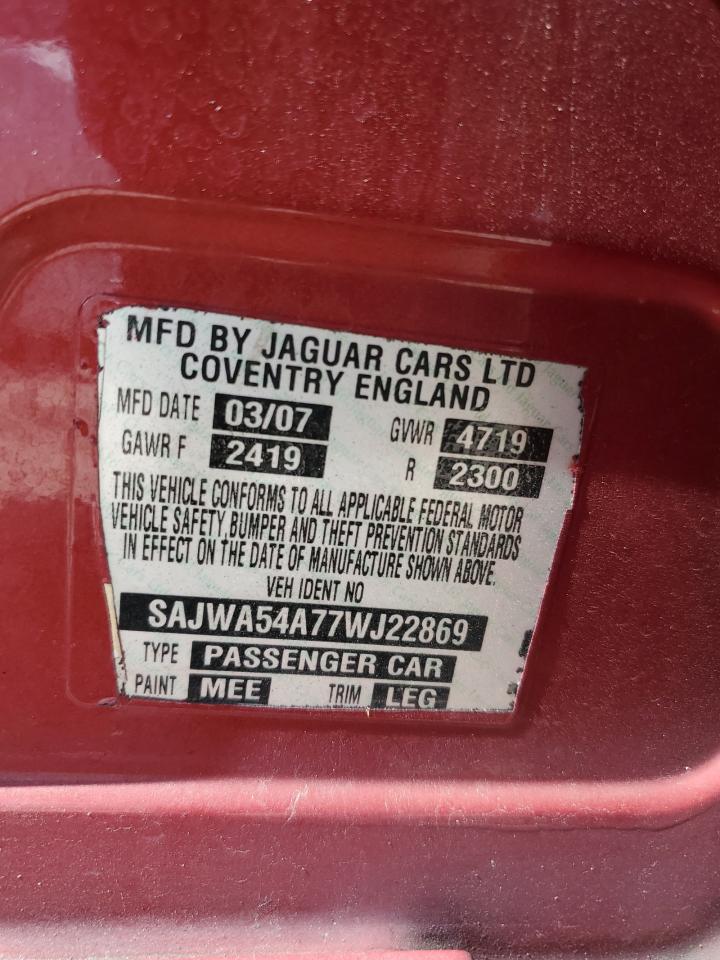 MFD BY JAGUAR CARS LTD
COVENTRY ENGLAND
MFD DATE 03/07 GVWR 4719
GAWR F 2419 R 2300
THIS VEHICLE CONFORMS TO ALL APPLICABLE FEDERAL MOTOR
VEHICLE SAFETY, BUMPER AND THEFT PREVENTION STANDARDS
IN EFFECT ON THE DATE OF MANUFACTURE SHOWN ABOVE.
VEH IDENT NO
SAJWA54A77WJ22869
TYPE PASSENGER CAR
PAINT MEE TRIM LEG